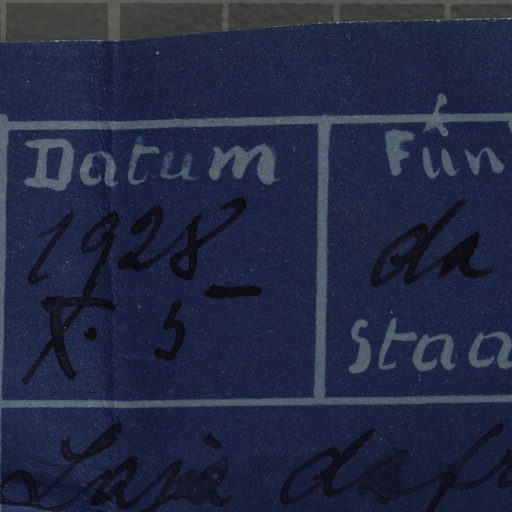 Datum
Fun
1928 –
da
X. 5
Staa